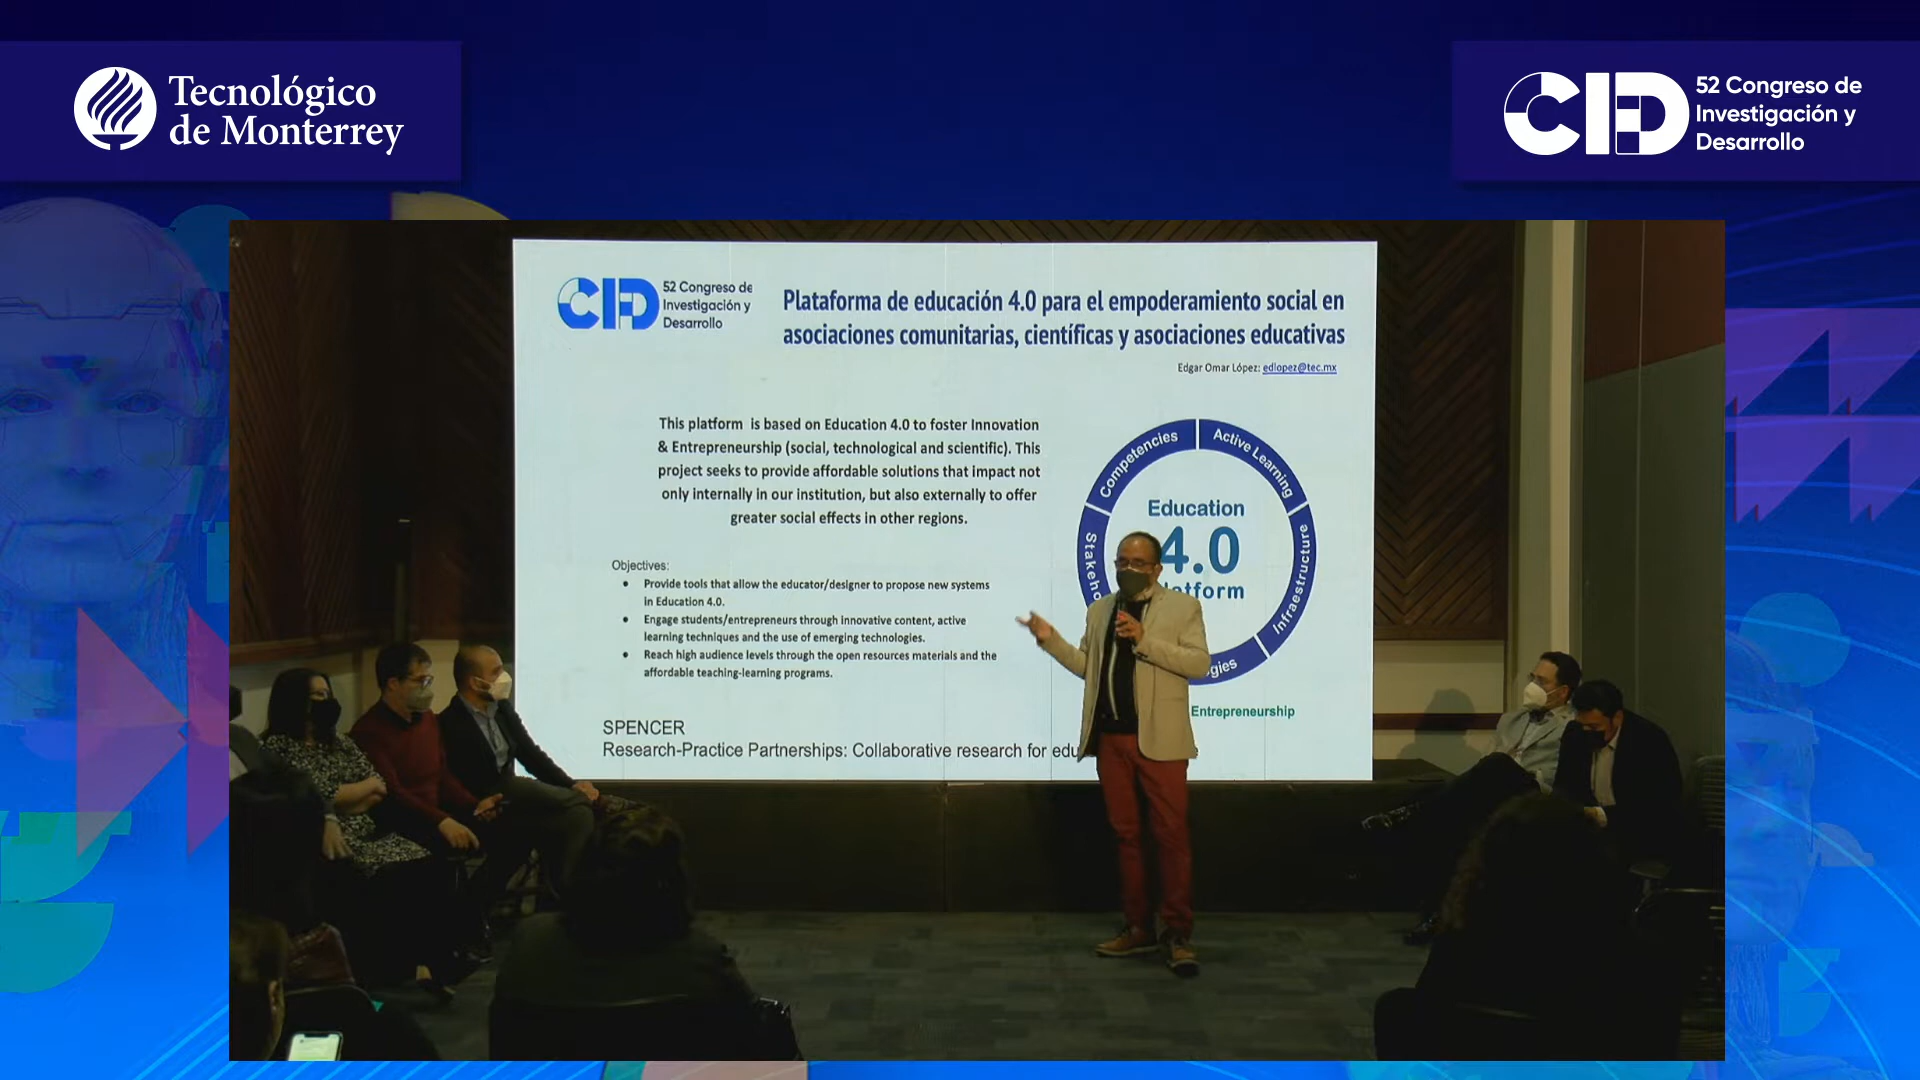 Tecnológico
de Monterrey
CID
52 Congreso de
Investigación y
Desarrollo
CID
52 Congreso de
Investigación y
Desarrollo
Plataforma de educación 4.0 para el empoderamiento social en
asociaciones comunitarias, científicas y asociaciones educativas
Edgar Omar López: edlopez@tec.mx
This platform is based on Education 4.0 to foster Innovation
& Entrepreneurship (social, technological and scientific). This
project seeks to provide affordable solutions that impact not
only internally in our institution, but also externally to offer
greater social effects in other regions.
Objectives:
• Provide tools that allow the educator/designer to propose new systems
in Education 4.0.
• Engage students/entrepreneurs through innovative content, active
learning techniques and the use of emerging technologies.
• Reach high audience levels through the open resources materials and the
affordable teaching-learning programs.
Competencies
Active Learning
Infraestructure
Education
4.0
Entrepreneurship
SPENCER
Research-Practice Partnerships: Collaborative research for